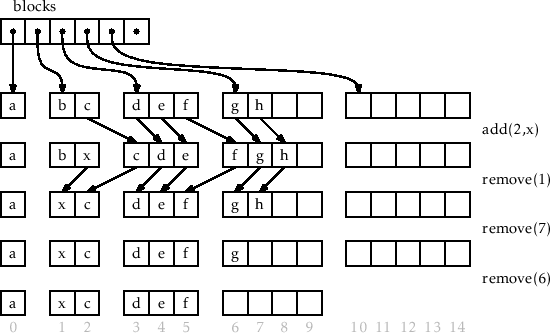 blocks
a b c d e f g h
add(2,x)
a b x c d e f g h
remove(1)
a x c d e f g h
remove(7)
a x c d e f g
remove(6)
a x c d e f
0 1 2 3 4 5 6 7 8 9 10 11 12 13 14